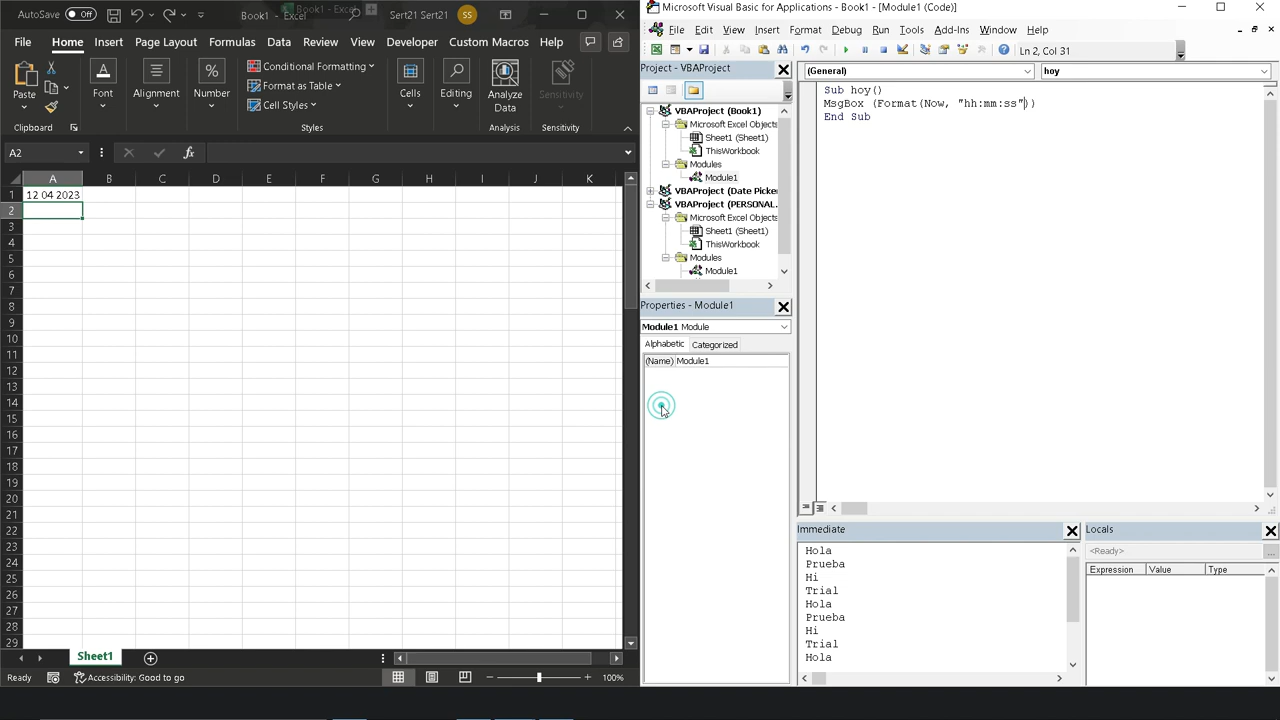 AutoSave Off Book1 - Excel Book1 - Excel Sert21 Sert21 SS
File Home Insert Page Layout Formulas Data Review View Developer Custom Macros Help
Paste
Clipboard
Font
Alignment
Number
Conditional Formatting
Format as Table
Cell Styles
Styles
Cells
Editing
Analyze Data
Analysis
Sensitivity
Sensitivity
A2
A B C D E F G H I J K
1 12 04 2023
2
3
4
5
6
7
8
9
10
11
12
13
14
15
16
17
18
19
20
21
22
23
24
25
26
27
28
29
Sheet1
Ready Accessibility: Good to go 100%
Microsoft Visual Basic for Applications - Book1 - [Module1 (Code)]
File Edit View Insert Format Debug Run Tools Add-Ins Window Help
Ln 2, Col 31
Project - VBAProject
VBAProject (Book1)
Microsoft Excel Objects
Sheet1 (Sheet1)
ThisWorkbook
Modules
Module1
VBAProject (Date Picke
VBAProject (PERSONAL.
Microsoft Excel Objects
Sheet1 (Sheet1)
ThisWorkbook
Modules
Module1
Properties - Module1
Module1 Module
Alphabetic Categorized
(Name) Module1
(General) hoy
Sub hoy()
MsgBox (Format(Now, "hh:mm:ss"))
End Sub
Immediate
Hola
Prueba
Hi
Trial
Hola
Prueba
Hi
Trial
Hola
Locals
<Ready>
Expression Value Type